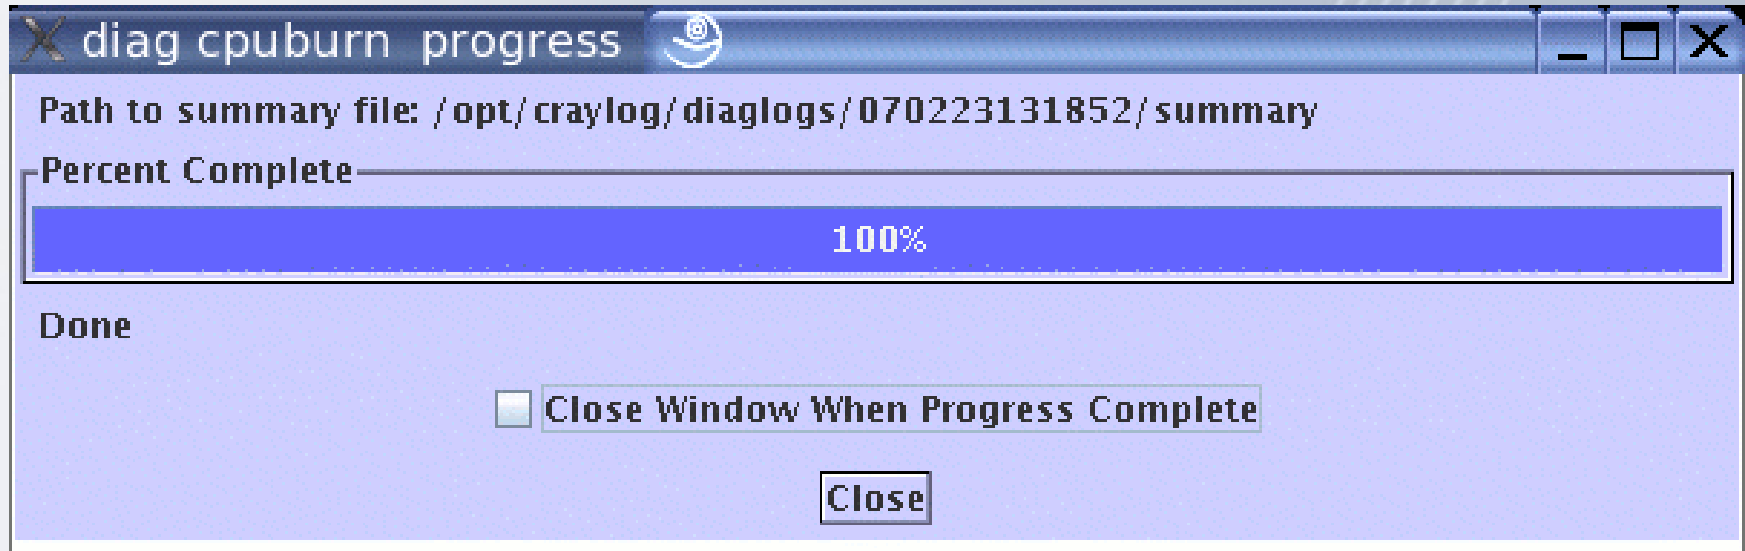 diag cpuburn progress
Path to summary file: /opt/craylog/diaglogs/070223131852/summary
Percent Complete
100%
Done
Close Window When Progress Complete
Close